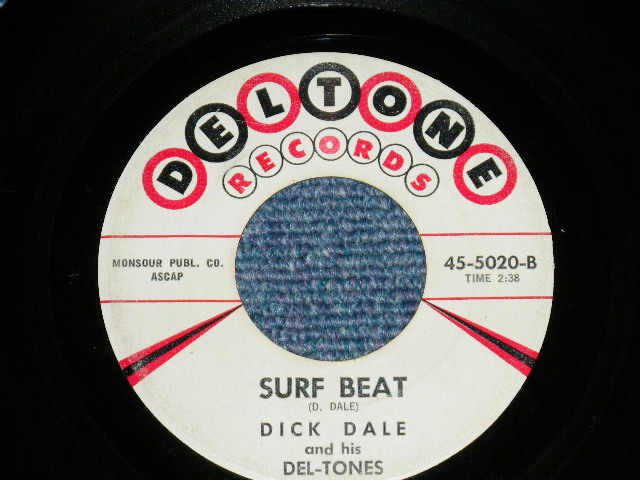 DELTONE
RECORDS
MONSOUR PUBL. CO.
ASCAP
45-5020-B
TIME 2:38
SURF BEAT
(D. DALE)
DICK DALE
and his
DEL-TONES